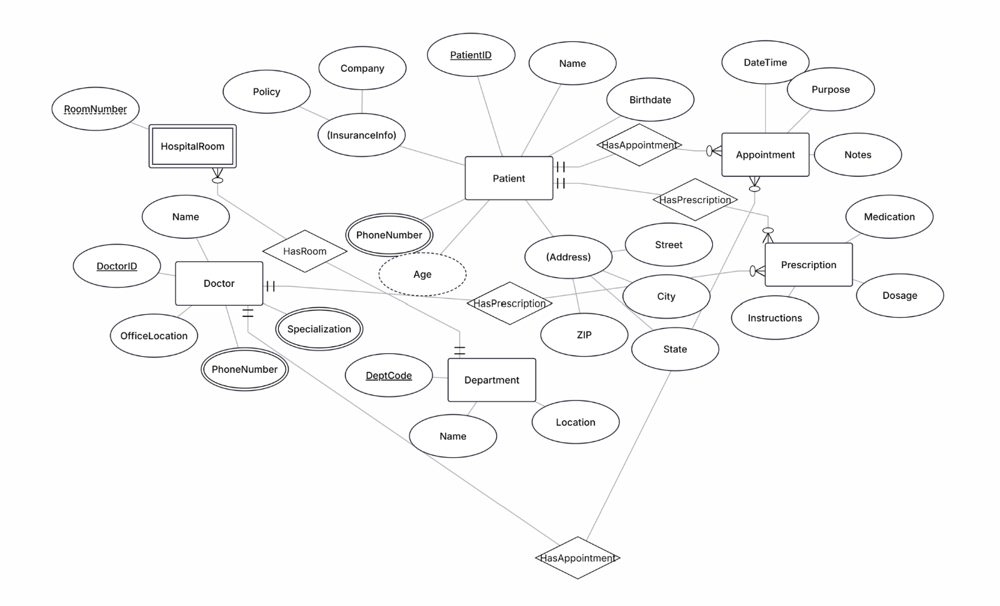 PatientID
Name
DateTime
Company
Policy
Purpose
Birthdate
RoomNumber
(InsuranceInfo)
HospitalRoom
HasAppointment
Appointment
Notes
Patient
HasPrescription
Name
PhoneNumber
Medication
HasRoom
Street
(Address)
Prescription
DoctorID
Age
Doctor
City
Dosage
HasPrescription
Instructions
Specialization
OfficeLocation
ZIP
State
PhoneNumber
DeptCode
Department
Location
Name
HasAppointment